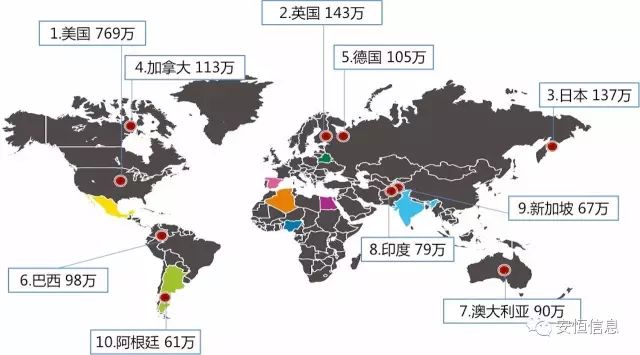 2.英国 143万
1.美国 769万
5.德国 105万
4.加拿大 113万
3.日本 137万
9.新加坡 67万
8.印度 79万
6.巴西 98万
7.澳大利亚 90万
10.阿根廷 61万
安恒信息